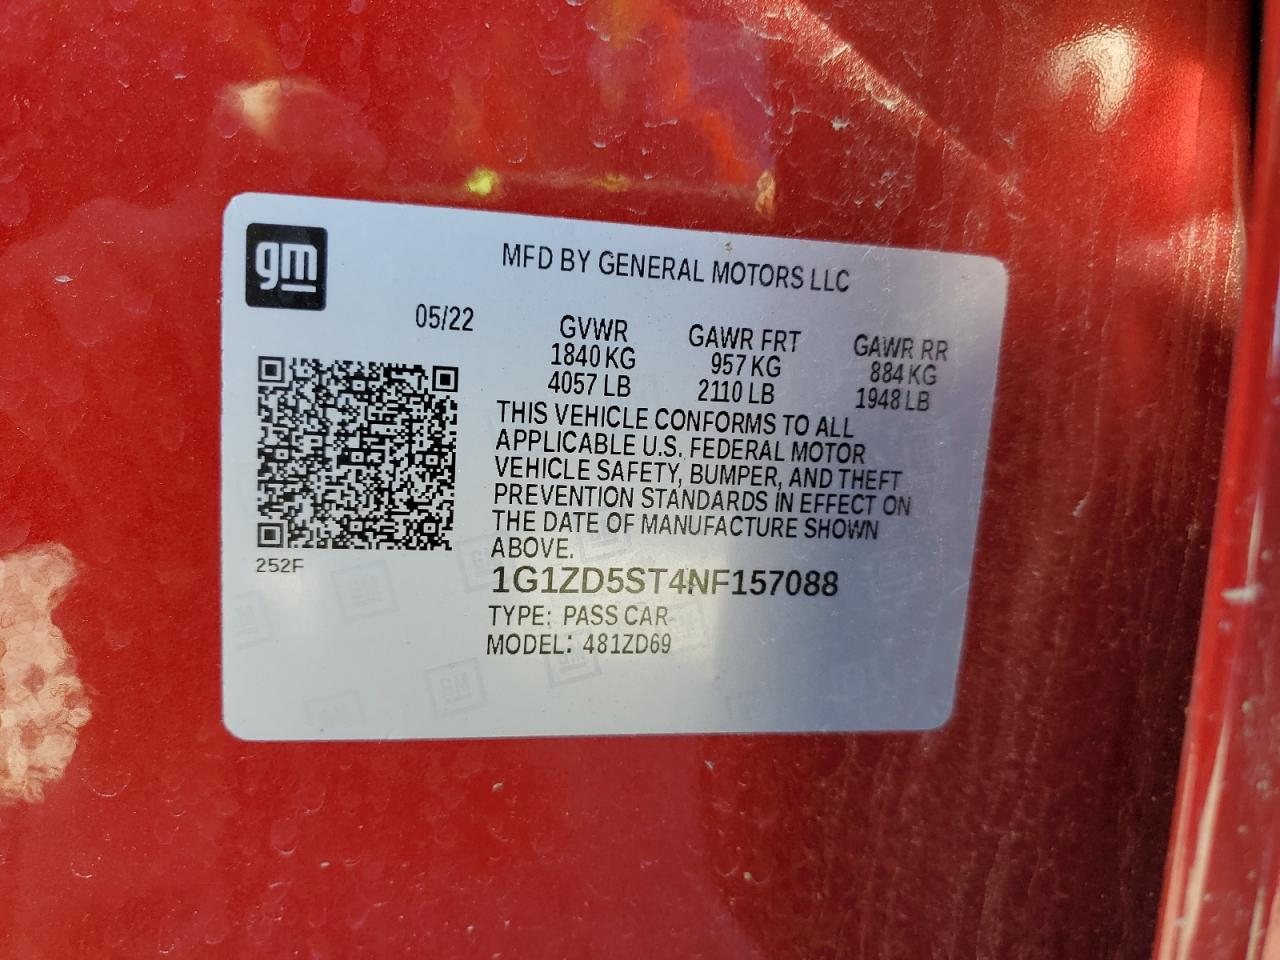 gm
MFD BY GENERAL MOTORS LLC
05/22
GVWR
1840 KG
4057 LB
GAWR FRT
957 KG
2110 LB
GAWR RR
884 KG
1948 LB
THIS VEHICLE CONFORMS TO ALL
APPLICABLE U.S. FEDERAL MOTOR
VEHICLE SAFETY, BUMPER, AND THEFT
PREVENTION STANDARDS IN EFFECT ON
THE DATE OF MANUFACTURE SHOWN
ABOVE.
252F
1G1ZD5ST4NF157088
TYPE: PASS CAR
MODEL: 481ZD69
GM
GM